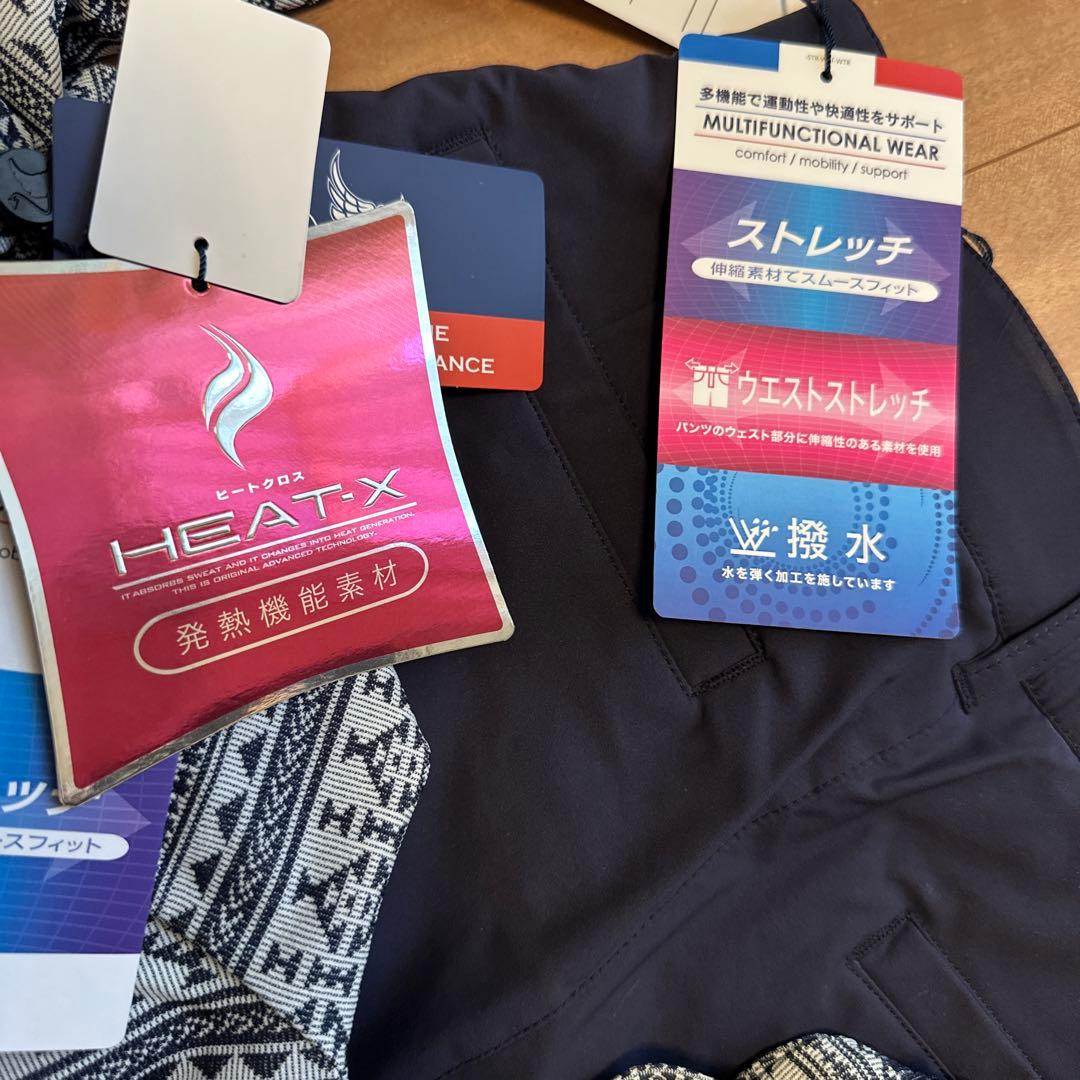 多機能で運動性や快適性をサポート
MULTIFUNCTIONAL WEAR
comfort / mobility / support
ストレッチ
伸縮素材でスムースフィット
ウエストストレッチ
パンツのウェスト部分に伸縮性のある素材を使用
撥水
水を弾く加工を施しています
ANCE
ヒートクロス
HEAT-X
IT ABSORBS SWEAT AND IT CHANGES INTO HEAT GENERATION.
THIS IS ORIGINAL ADVANCED TECHNOLOGY.
発熱機能素材
ッチ
スフィット